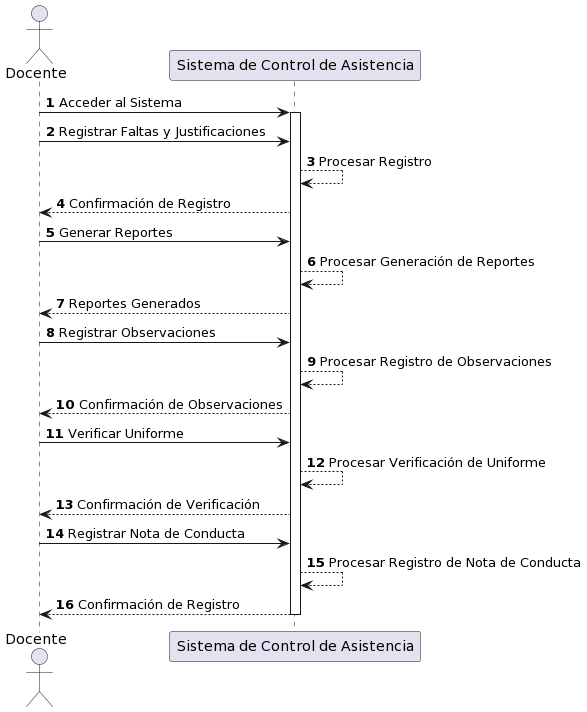 Docente
Sistema de Control de Asistencia
1 Acceder al Sistema
2 Registrar Faltas y Justificaciones
3 Procesar Registro
4 Confirmación de Registro
5 Generar Reportes
6 Procesar Generación de Reportes
7 Reportes Generados
8 Registrar Observaciones
9 Procesar Registro de Observaciones
10 Confirmación de Observaciones
11 Verificar Uniforme
12 Procesar Verificación de Uniforme
13 Confirmación de Verificación
14 Registrar Nota de Conducta
15 Procesar Registro de Nota de Conducta
16 Confirmación de Registro
Docente
Sistema de Control de Asistencia